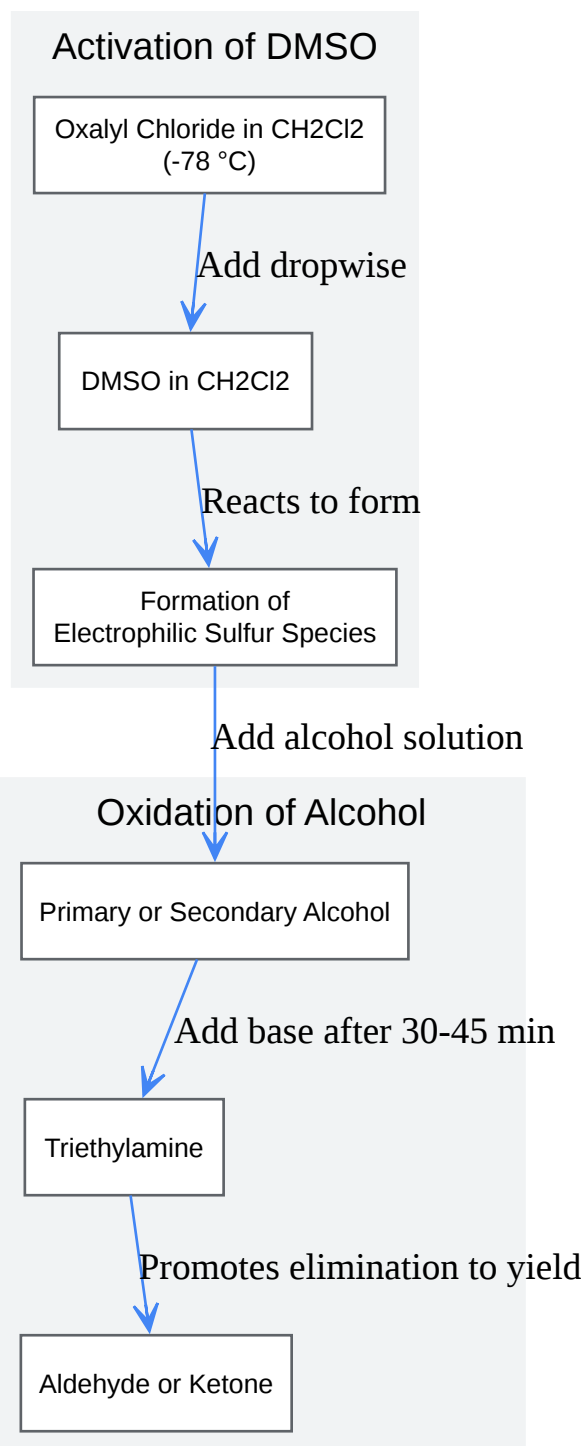 Activation of DMSO
Oxalyl Chloride in CH2Cl2
(-78 °C)
Add dropwise
DMSO in CH2Cl2
Reacts to form
Formation of
Electrophilic Sulfur Species
Add alcohol solution
Oxidation of Alcohol
Primary or Secondary Alcohol
Add base after 30-45 min
Triethylamine
Promotes elimination to yield
Aldehyde or Ketone